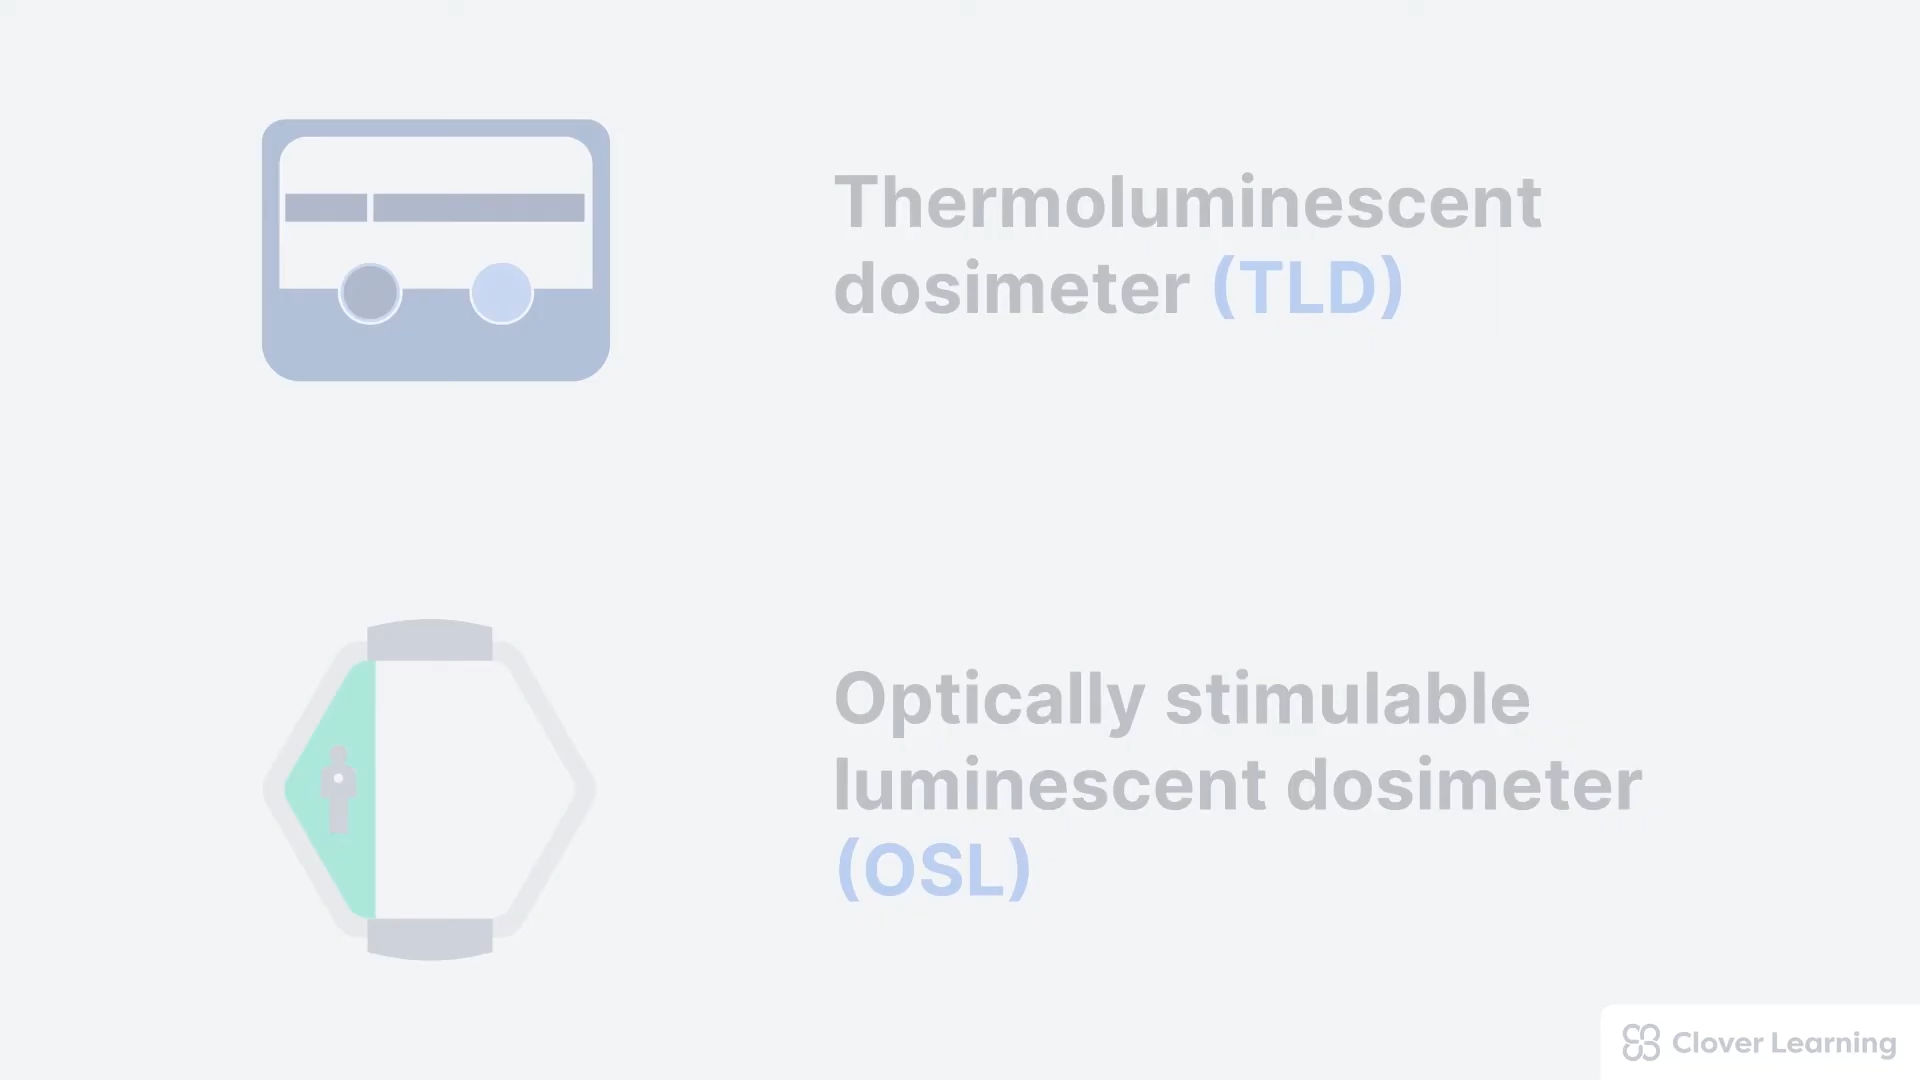 Thermoluminescent
dosimeter (TLD)
Optically stimulable
luminescent dosimeter
(OSL)
Clover Learning